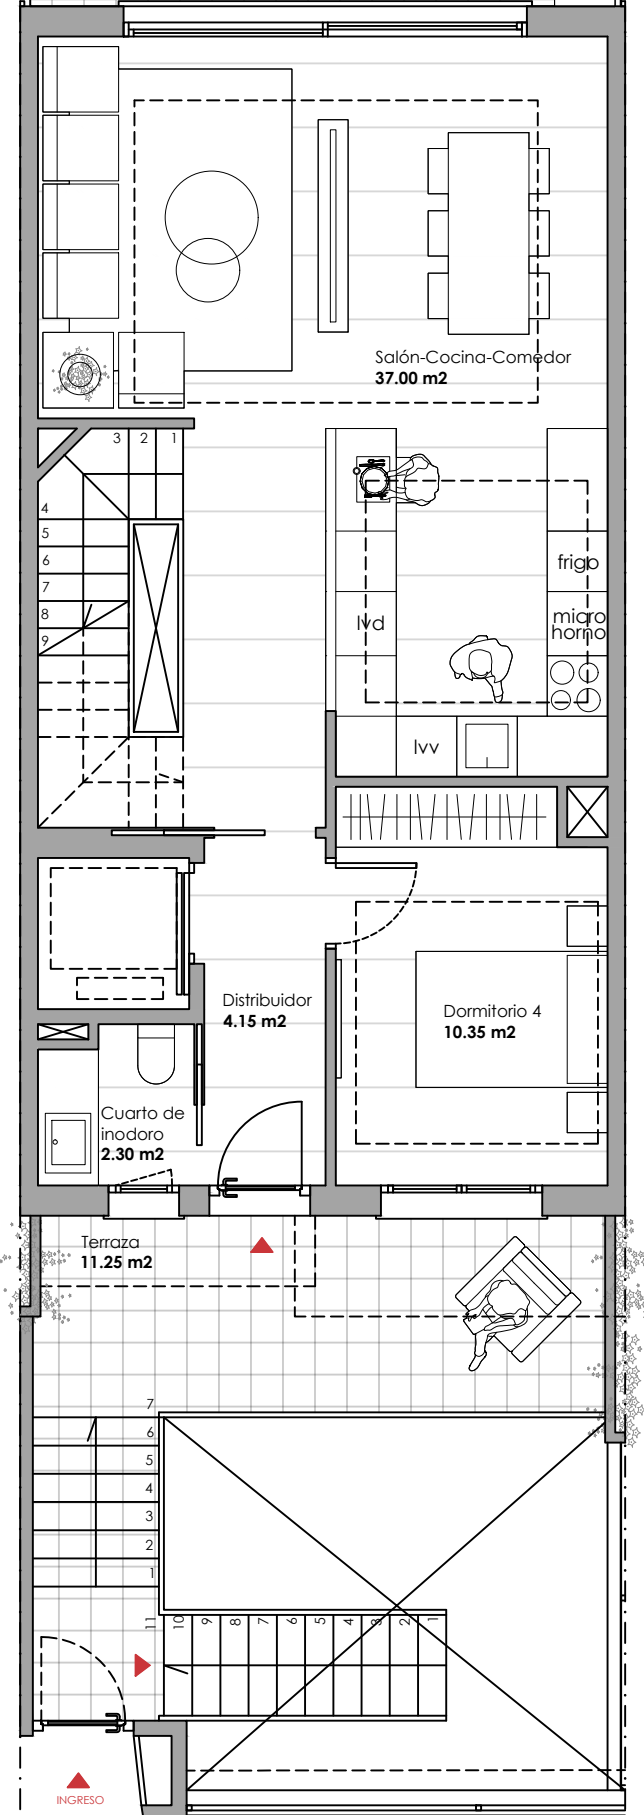 Salón-Cocina-Comedor
37.00 m2
3 2 1
4
5
6
7
8
9
frigo
lvd
micro
horno
lvv
Distribuidor
4.15 m2
Dormitorio 4
10.35 m2
Cuarto de
inodoro
2.30 m2
Terraza
11.25 m2
7
6
5
4
3
2
1
11 10 9 8 7 6 5 4 3 2 1
INGRESO